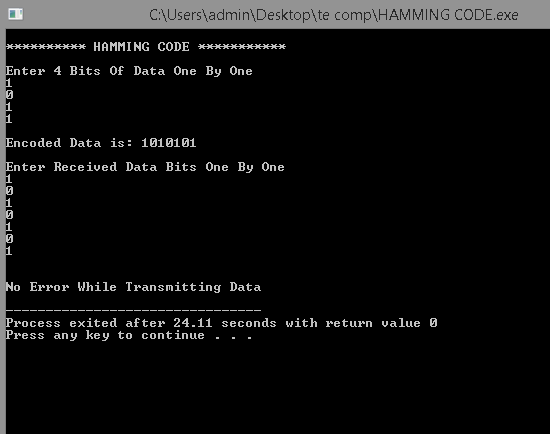 C:\Users\admin\Desktop\te comp\HAMMING CODE.exe
********** HAMMING CODE ***********
Enter 4 Bits Of Data One By One
1
0
1
1
Encoded Data is: 1010101
Enter Received Data Bits One By One
1
0
1
0
1
0
1
No Error While Transmitting Data
--------------------------------
Process exited after 24.11 seconds with return value 0
Press any key to continue . . .